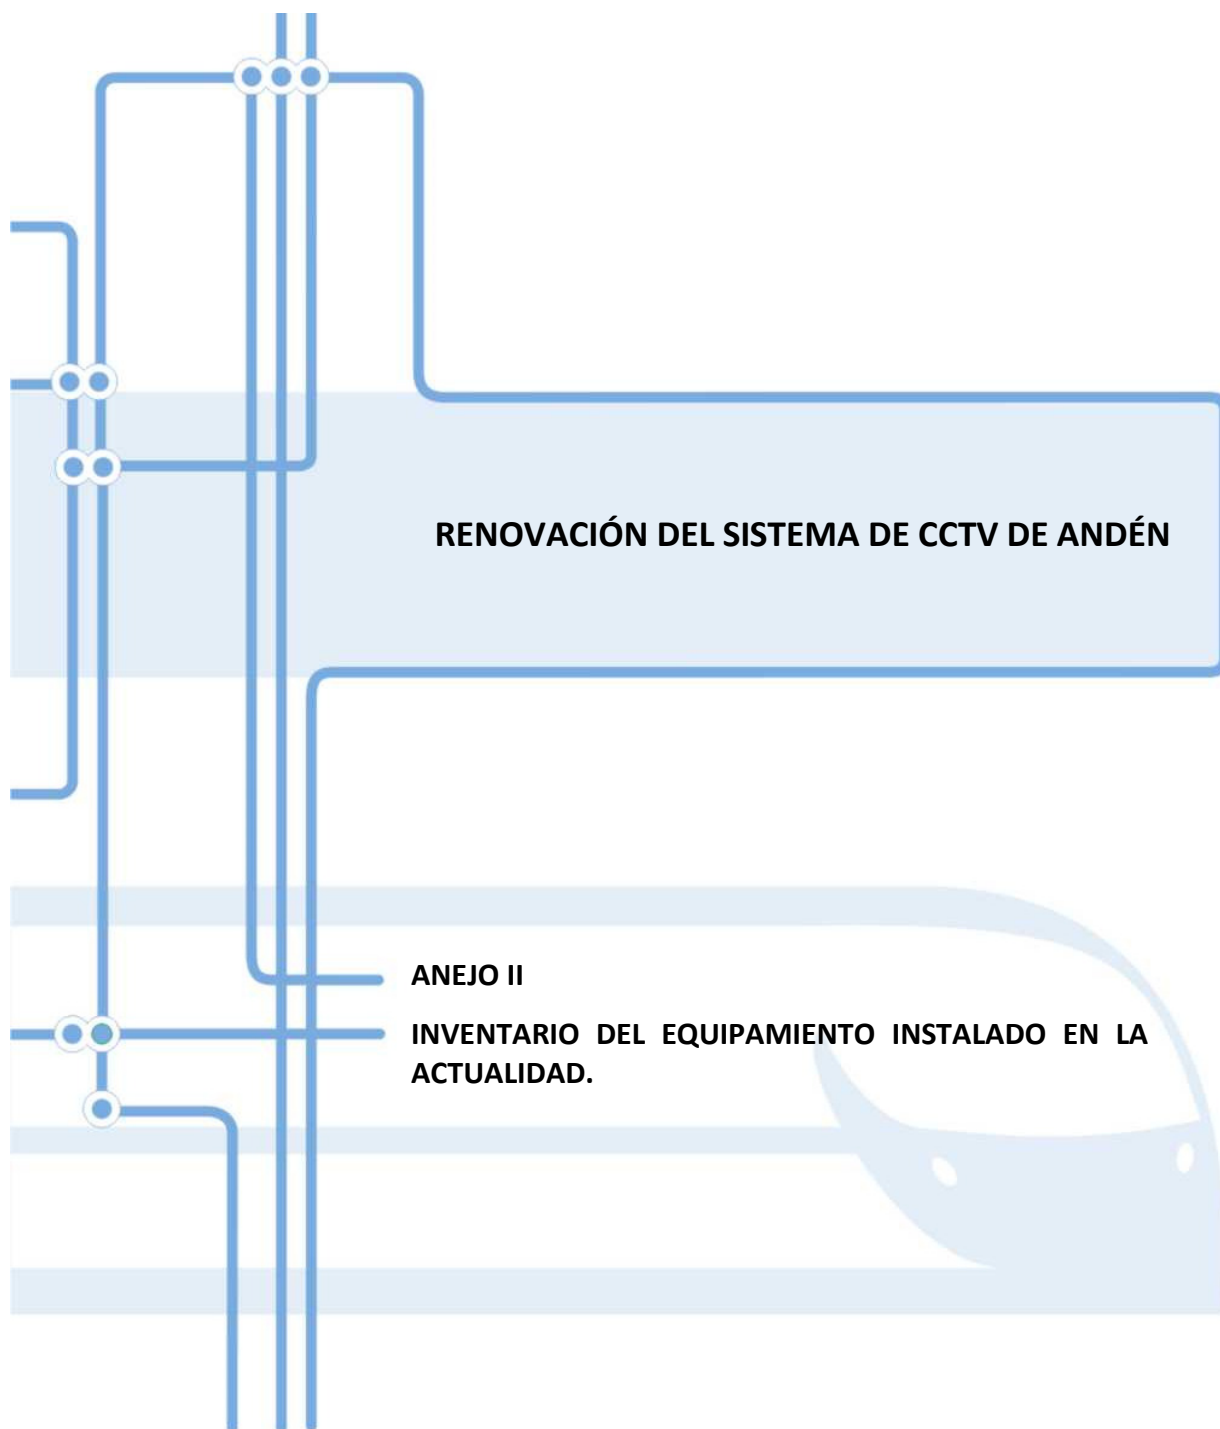 RENOVACIÓN DEL SISTEMA DE CCTV DE ANDÉN
ANEJO II
INVENTARIO DEL EQUIPAMIENTO INSTALADO EN LA
ACTUALIDAD.